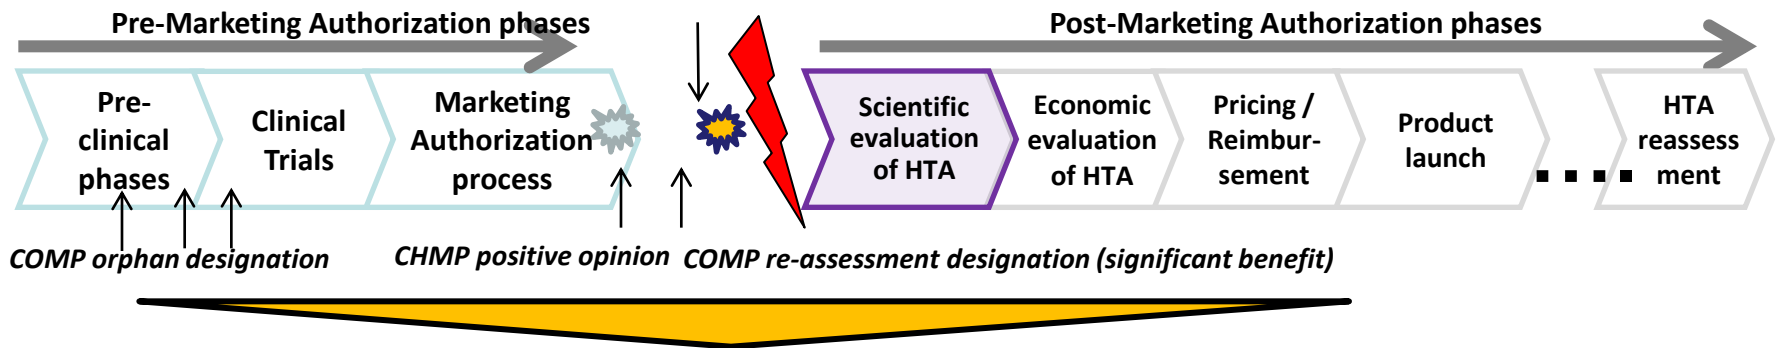 Pre-Marketing Authorization phases
Post-Marketing Authorization phases
Pre-
clinical
phases
Clinical
Trials
Marketing
Authorization
process
Scientific
evaluation
of HTA
Economic
evaluation
of HTA
Pricing /
Reimbur-
sement
Product
launch
HTA
reassess
ment
COMP orphan designation
CHMP positive opinion
COMP re-assessment designation (significant benefit)